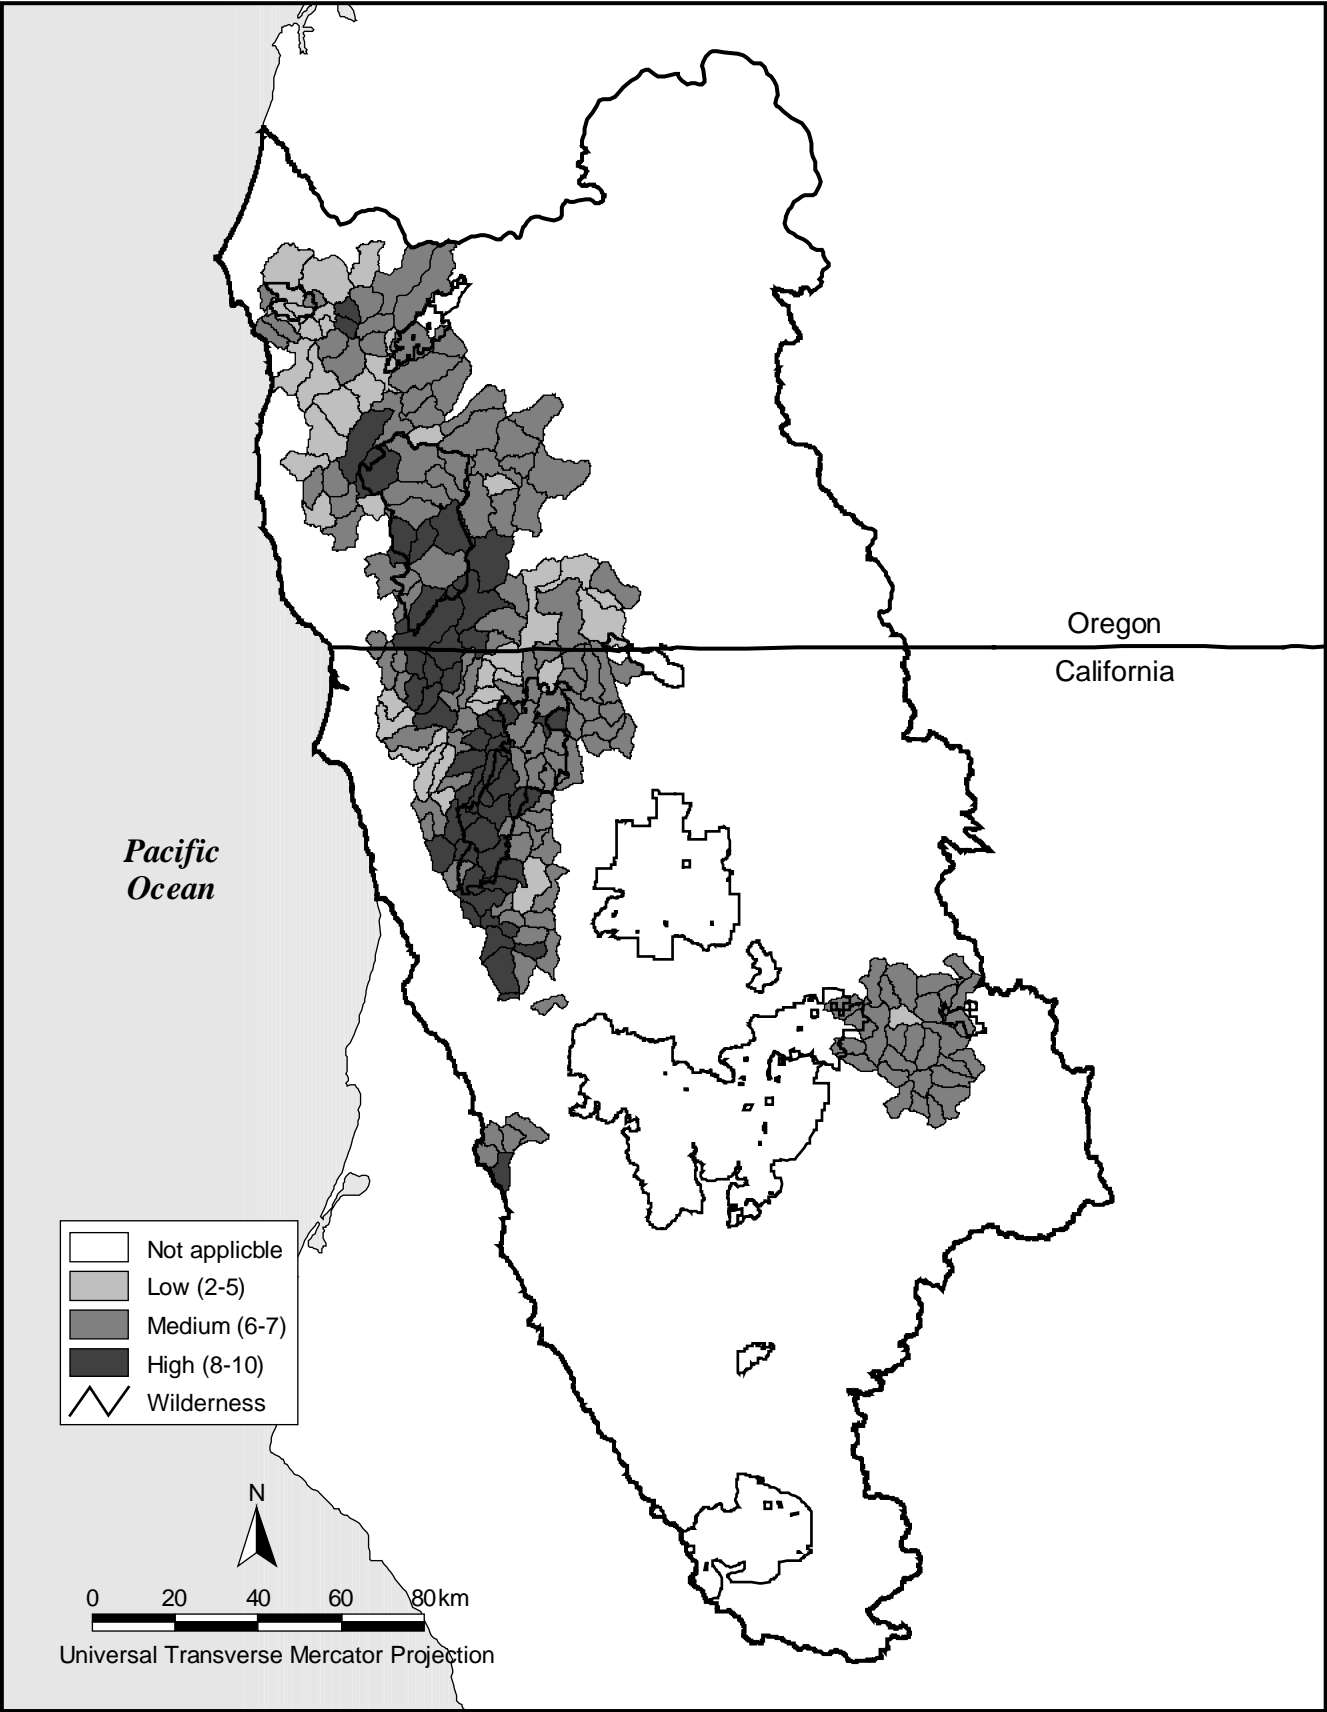 Oregon
California
Pacific
Ocean
Not applicble
Low (2-5)
Medium (6-7)
High (8-10)
Wilderness
N
0 20 40 60 80 km
Universal Transverse Mercator Projection